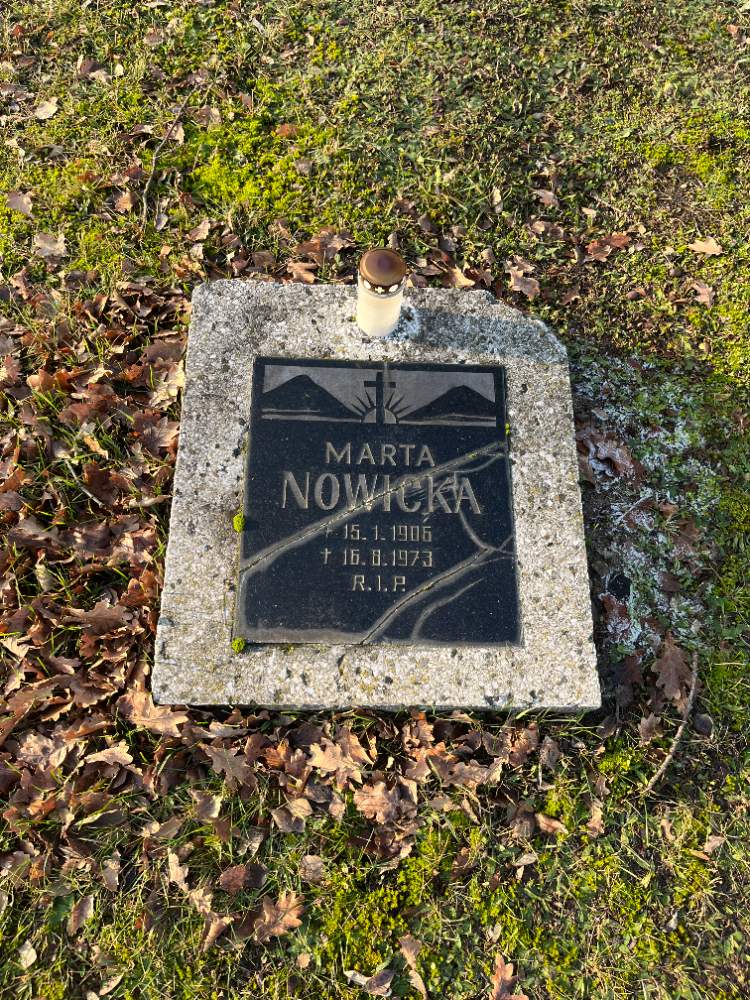 MARTA
NOWICKA
* 15. 1. 1906
† 16. 8. 1973
R. I. P.